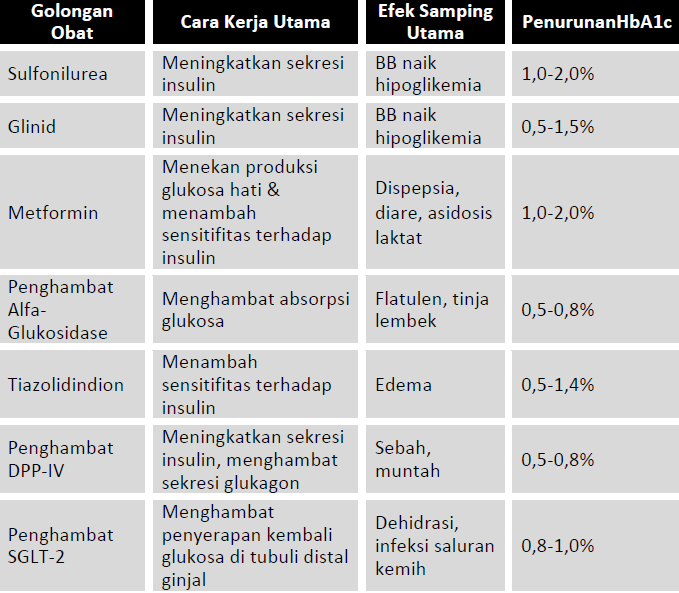 Golongan
Obat
Cara Kerja Utama
Efek Samping
Utama
PenurunanHbA1c
Sulfonilurea
Meningkatkan sekresi
insulin
BB naik
hipoglikemia
1,0-2,0%
Glinid
Meningkatkan sekresi
insulin
BB naik
hipoglikemia
0,5-1,5%
Metformin
Menekan produksi
glukosa hati &
menambah
sensitifitas terhadap
insulin
Dispepsia,
diare, asidosis
laktat
1,0-2,0%
Penghambat
Alfa-
Glukosidase
Menghambat absorpsi
glukosa
Flatulen, tinja
lembek
0,5-0,8%
Tiazolidindion
Menambah
sensitifitas terhadap
insulin
Edema
0,5-1,4%
Penghambat
DPP-IV
Meningkatkan sekresi
insulin, menghambat
sekresi glukagon
Sebah,
muntah
0,5-0,8%
Penghambat
SGLT-2
Menghambat
penyerapan kembali
glukosa di tubuli distal
ginjal
Dehidrasi,
infeksi saluran
kemih
0,8-1,0%